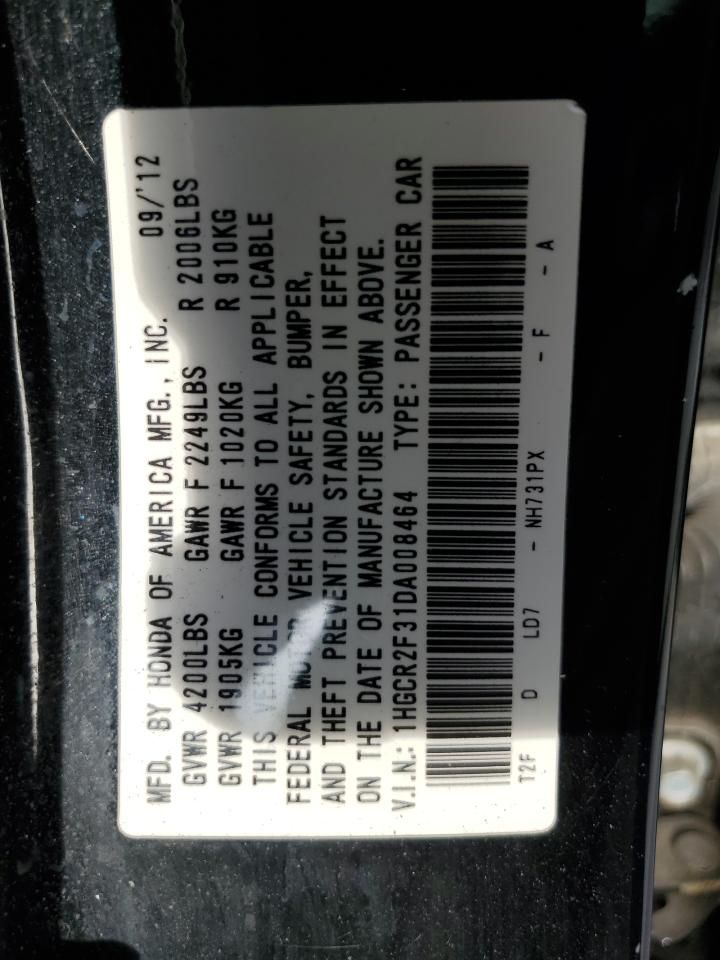 MFD. BY HONDA OF AMERICA MFG., INC. 09/'12
GVWR 4200LBS GAWR F 2249LBS R 2006LBS
GVWR 1905KG GAWR F 1020KG R 910KG
THIS VEHICLE CONFORMS TO ALL APPLICABLE
FEDERAL MOTOR VEHICLE SAFETY, BUMPER,
AND THEFT PREVENTION STANDARDS IN EFFECT
ON THE DATE OF MANUFACTURE SHOWN ABOVE.
V.I.N.: 1HGCR2F31DA008464 TYPE: PASSENGER CAR
T2F D LD7 - NH731PX - F - A